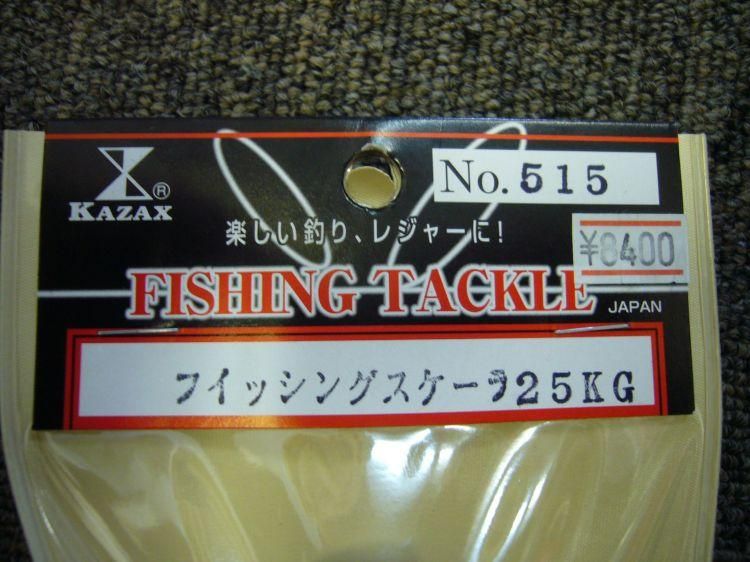 KAZAX ®
No. 515
楽しい釣り、レジャーに!
¥8400
FISHING TACKLE
JAPAN
フイッシングスケーラ25KG